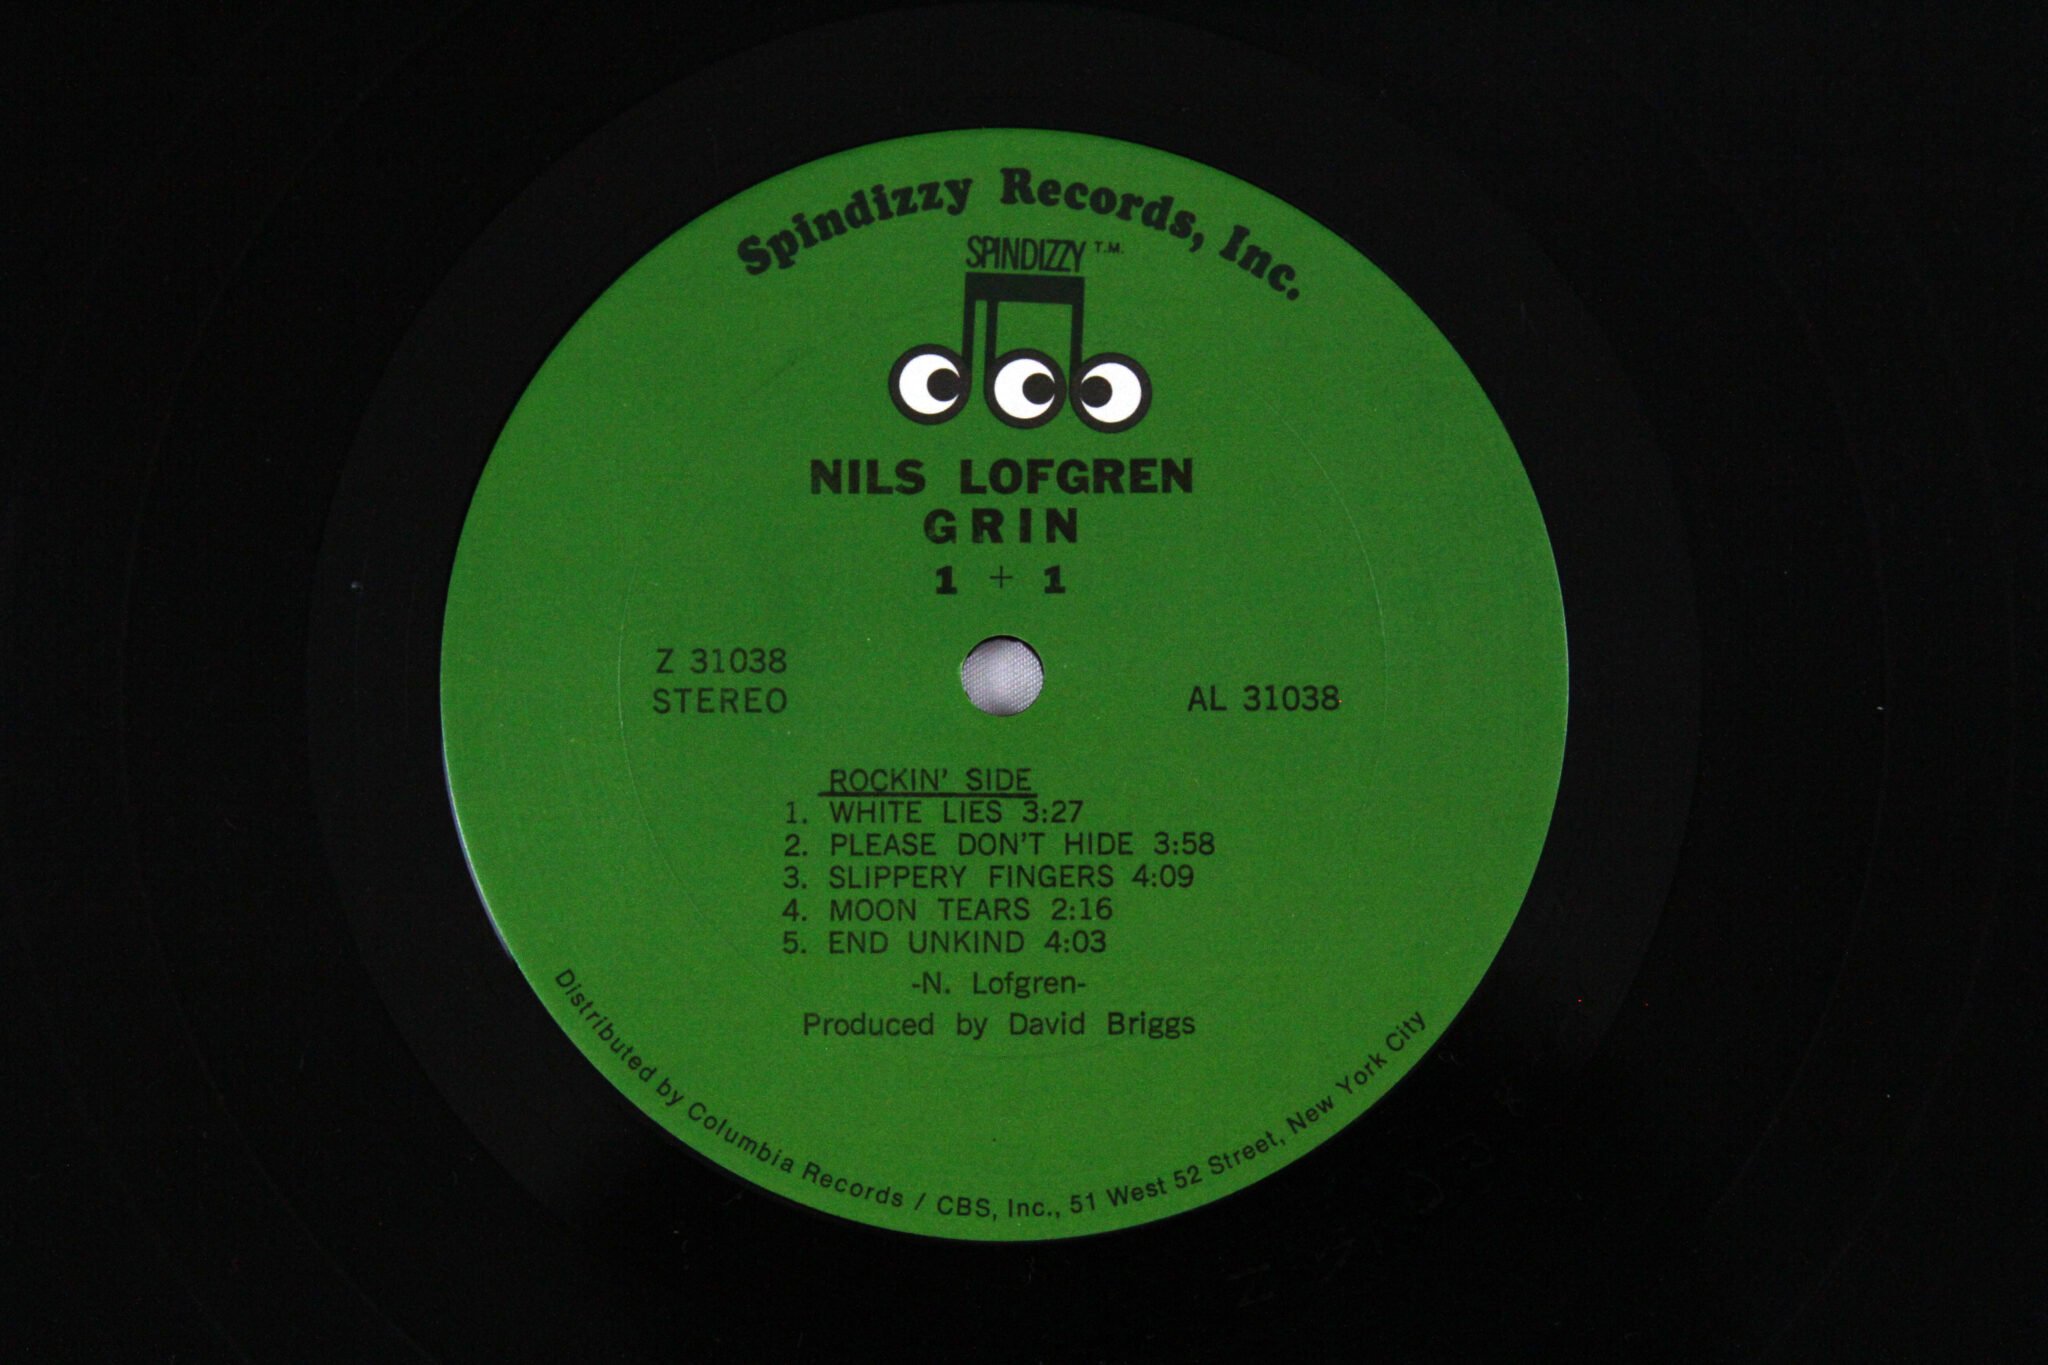 Spindizzy Records, Inc.
SPINDIZZY T.M.
NILS LOFGREN
GRIN
1 + 1
Z 31038
STEREO
AL 31038
ROCKIN' SIDE
1. WHITE LIES 3:27
2. PLEASE DON'T HIDE 3:58
3. SLIPPERY FINGERS 4:09
4. MOON TEARS 2:16
5. END UNKIND 4:03
-N. Lofgren-
Produced by David Briggs
Distributed by Columbia Records / CBS, Inc., 51 West 52 Street, New York City